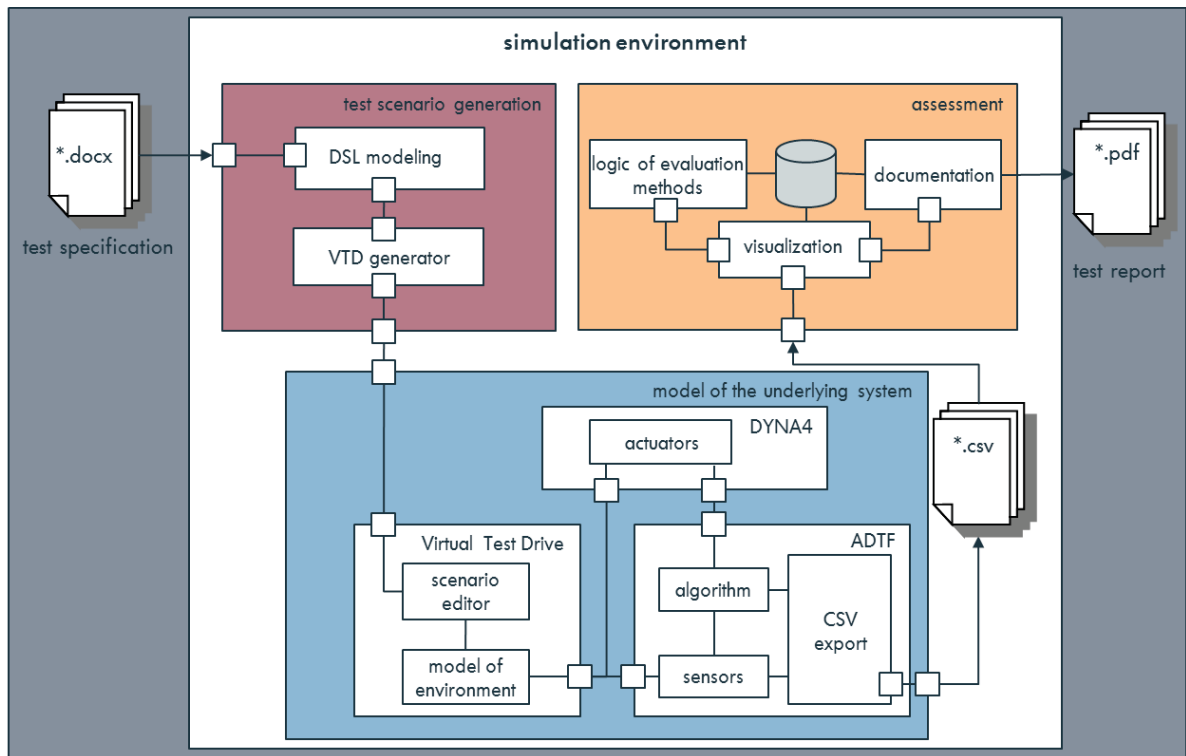 simulation environment
test scenario generation
assessment
*.docx
DSL modeling
logic of evaluation
methods
documentation
*.pdf
test specification
VTD generator
visualization
test report
model of the underlying system
DYNA4
actuators
*.csv
Virtual Test Drive
ADTF
scenario
editor
algorithm
CSV
export
model of
environment
sensors